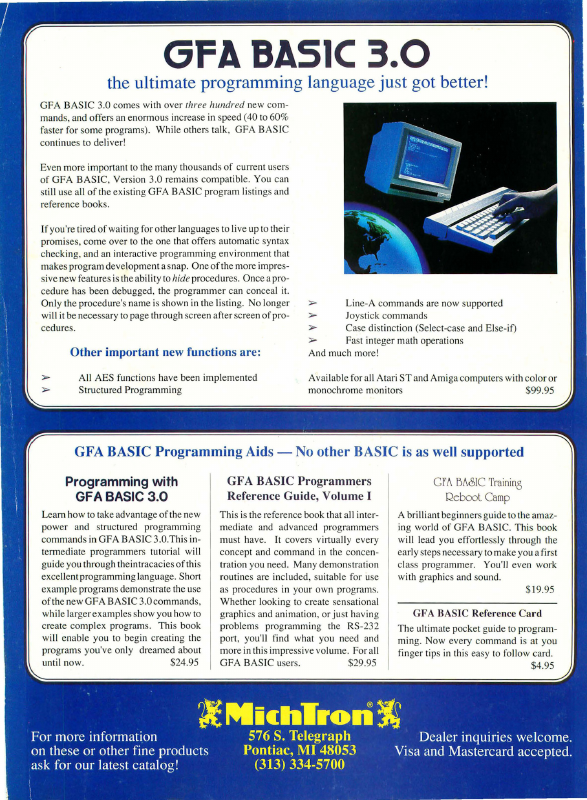 GFA BASIC 3.0
the ultimate programming language just got better!
GFA BASIC 3.0 comes with over three hundred new com-
mands, and offers an enormous increase in speed (40 to 60%
faster for some programs). While others talk, GFA BASIC
continues to deliver!
Even more important to the many thousands of current users
of GFA BASIC, Version 3.0 remains compatible. You can
still use all of the existing GFA BASIC program listings and
reference books.
If you're tired of waiting for other languages to live up to their
promises, come over to the one that offers automatic syntax
checking, and an interactive programming environment that
makes program development a snap. One of the more impres-
sive new features is the ability to hide procedures. Once a pro-
cedure has been debugged, the programmer can conceal it.
Only the procedure's name is shown in the listing. No longer
will it be necessary to page through screen after screen of pro-
cedures.
Other important new functions are:
➢ All AES functions have been implemented
➢ Structured Programming
➢ Line-A commands are now supported
➢ Joystick commands
➢ Case distinction (Select-case and Else-if)
➢ Fast integer math operations
And much more!
Available for all Atari ST and Amiga computers with color or
monochrome monitors $99.95
GFA BASIC Programming Aids — No other BASIC is as well supported
Programming with
GFA BASIC 3.0
Learn how to take advantage of the new
power and structured programming
commands in GFA BASIC 3.0.This in-
termediate programmers tutorial will
guide you through theintracacies of this
excellent programming language. Short
example programs demonstrate the use
of the new GFA BASIC 3.0 commands,
while larger examples show you how to
create complex programs. This book
will enable you to begin creating the
programs you've only dreamed about
until now. $24.95
GFA BASIC Programmers
Reference Guide, Volume I
This is the reference book that all inter-
mediate and advanced programmers
must have. It covers virtually every
concept and command in the concen-
tration you need. Many demonstration
routines are included, suitable for use
as procedures in your own programs.
Whether looking to create sensational
graphics and animation, or just having
problems programming the RS-232
port, you'll find what you need and
more in this impressive volume. For all
GFA BASIC users. $29.95
GFA BASIC Training
Reboot Camp
A brilliant beginners guide to the amaz-
ing world of GFA BASIC. This book
will lead you effortlessly through the
early steps necessary to make you a first
class programmer. You'll even work
with graphics and sound.
$19.95
GFA BASIC Reference Card
The ultimate pocket guide to program-
ming. Now every command is at you
finger tips in this easy to follow card.
$4.95
MichTron®
576 S. Telegraph
Pontiac, MI 48053
(313) 334-5700
For more information
on these or other fine products
ask for our latest catalog!
Dealer inquiries welcome.
Visa and Mastercard accepted.